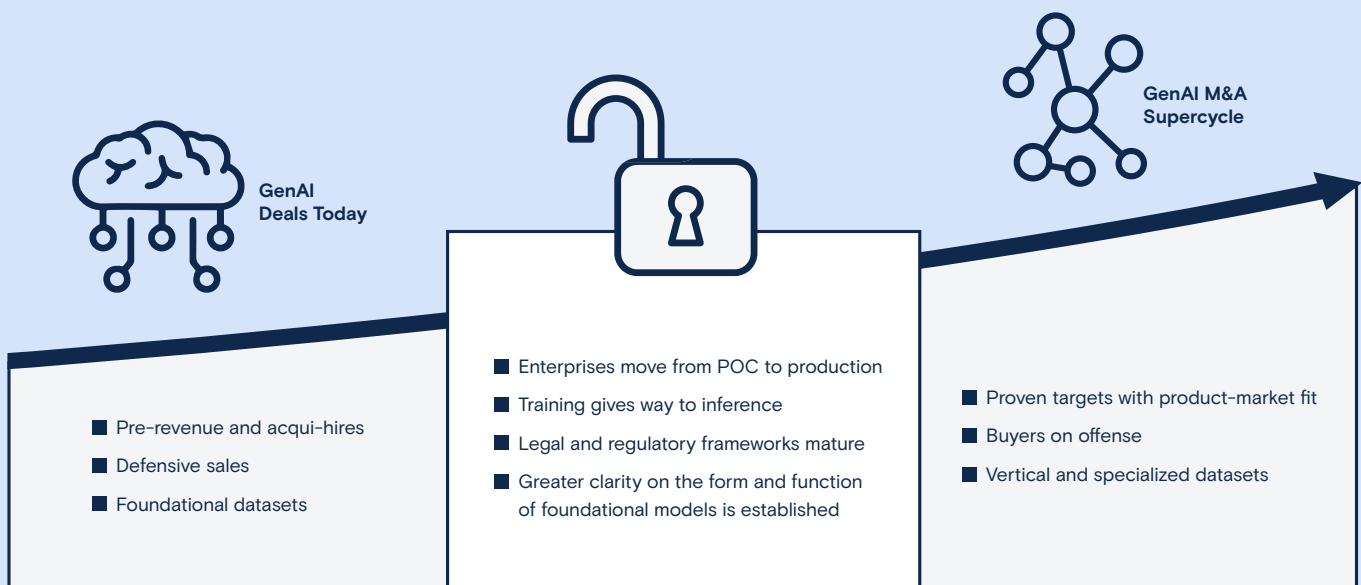 GenAI
Deals Today
Pre-revenue and acqui-hires
Defensive sales
Foundational datasets
Enterprises move from POC to production
Training gives way to inference
Legal and regulatory frameworks mature
Greater clarity on the form and function
of foundational models is established
GenAI M&A
Supercycle
Proven targets with product-market fit
Buyers on offense
Vertical and specialized datasets